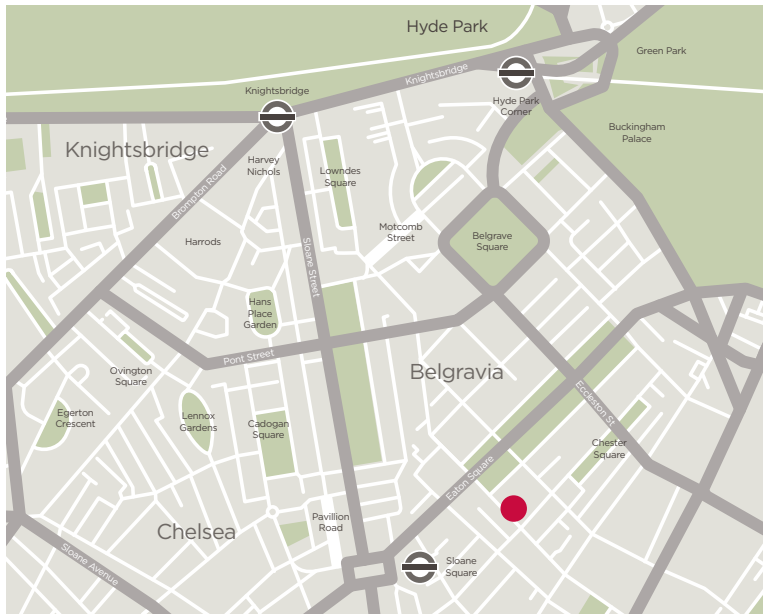 Hyde Park
Green Park
Knightsbridge
Knightsbridge
Hyde Park
Corner
Buckingham
Palace
Knightsbridge
Harvey
Nichols
Lowndes
Square
Brompton Road
Motcomb
Street
Belgrave
Square
Harrods
Sloane Street
Hans
Place
Garden
Pont Street
Ovington
Square
Belgravia
Eccleston St
Egerton
Crescent
Lennox
Gardens
Cadogan
Square
Chester
Square
Eaton Square
Chelsea
Pavillion
Road
Sloane Avenue
Sloane
Square